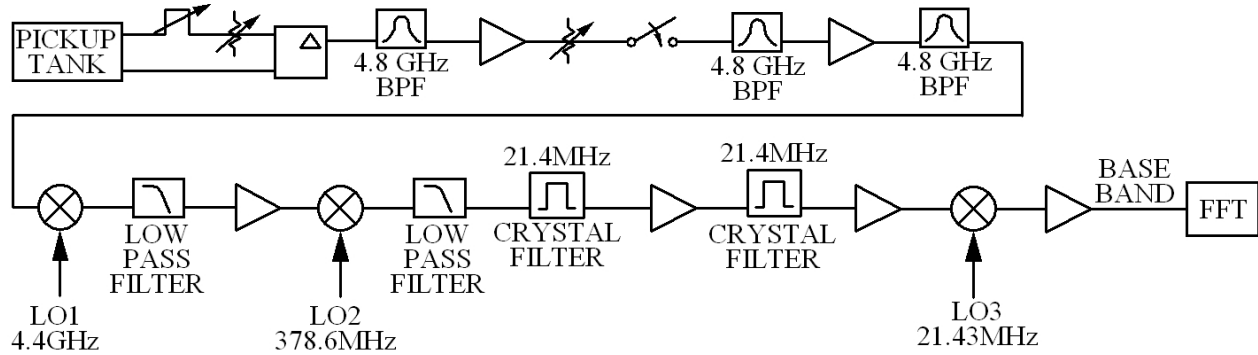 PICKUP
TANK
Δ
4.8 GHz
BPF
4.8 GHz
BPF
4.8 GHz
BPF
LOW
PASS
FILTER
LO1
4.4GHz
LO2
378.6MHz
LOW
PASS
FILTER
21.4MHz
CRYSTAL
FILTER
21.4MHz
CRYSTAL
FILTER
LO3
21.43MHz
BASE
BAND
FFT